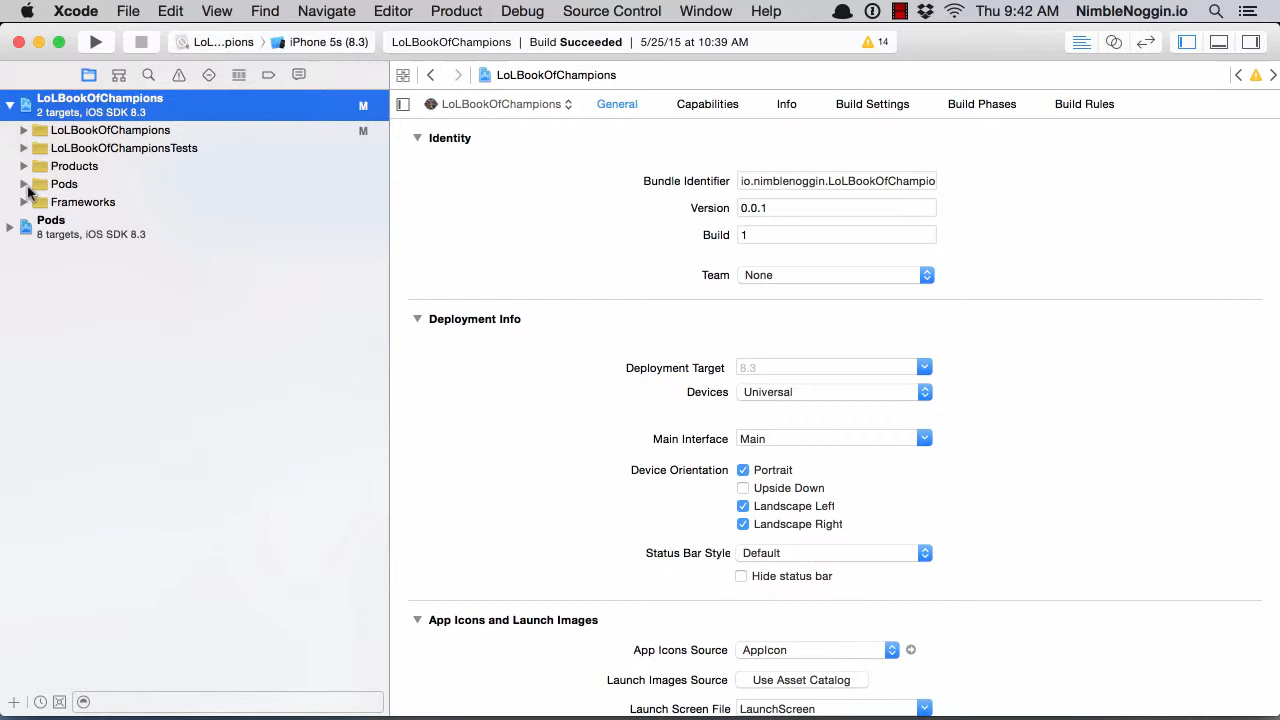 Xcode File Edit View Find Navigate Editor Product Debug Source Control Window Help Thu 9:42 AM NimbleNoggin.io
LoL...pions iPhone 5s (8.3) LoLBookOfChampions Build Succeeded 5/25/15 at 10:39 AM 14
LoLBookOfChampions
LoLBookOfChampions M
2 targets, iOS SDK 8.3
LoLBookOfChampions M
LoLBookOfChampionsTests
Products
Pods
Frameworks
Pods
8 targets, iOS SDK 8.3
LoLBookOfChampions General Capabilities Info Build Settings Build Phases Build Rules
Identity
Bundle Identifier io.nimblenoggin.LoLBookOfChampio
Version 0.0.1
Build 1
Team None
Deployment Info
Deployment Target 8.3
Devices Universal
Main Interface Main
Device Orientation Portrait
Upside Down
Landscape Left
Landscape Right
Status Bar Style Default
Hide status bar
App Icons and Launch Images
App Icons Source AppIcon
Launch Images Source Use Asset Catalog
Launch Screen File LaunchScreen